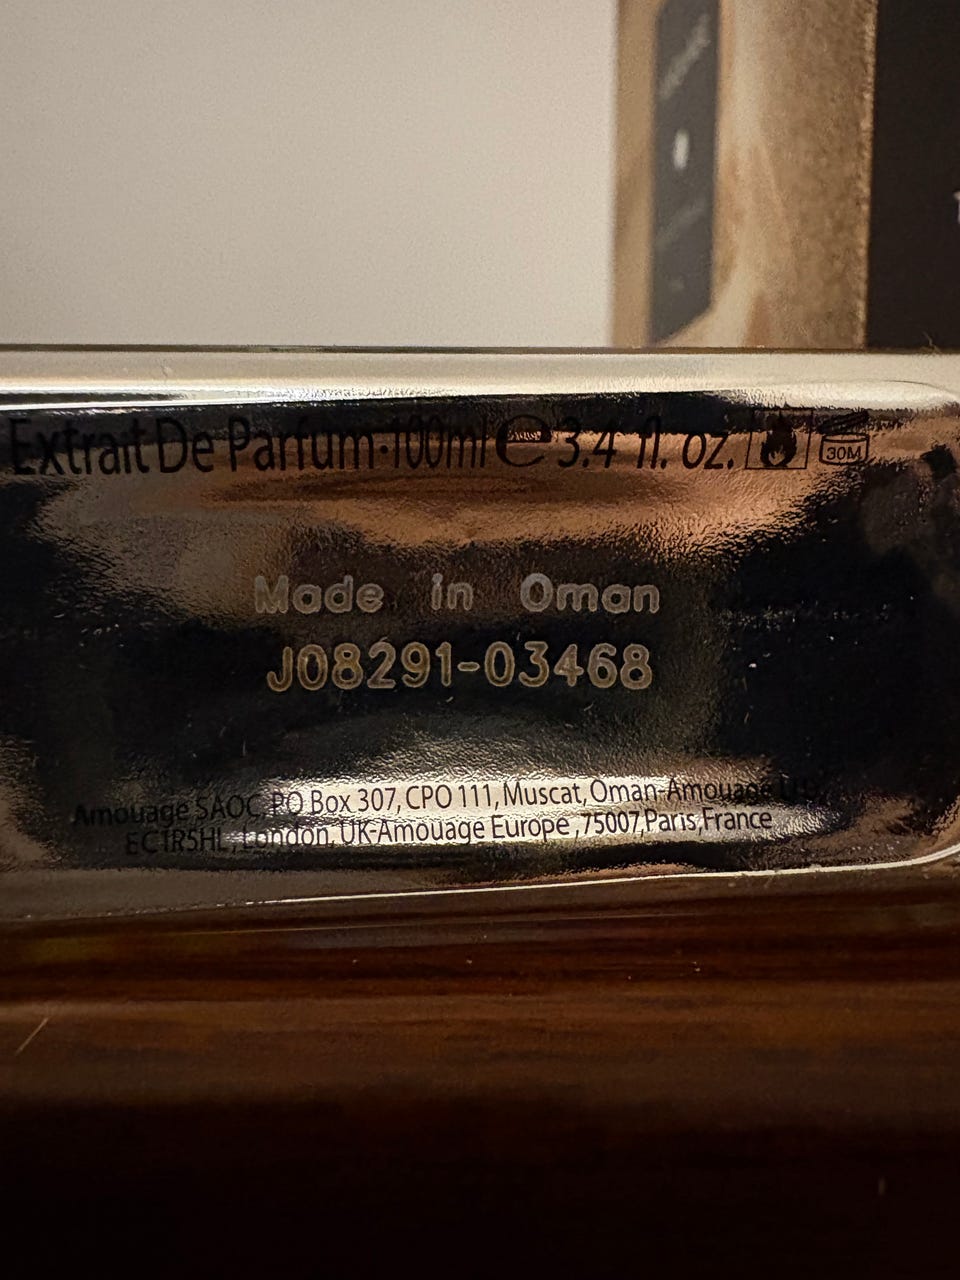 Extrait De Parfum·100ml ℮ 3.4 fl. oz.
30M
Made in Oman
J08291-03468
Amouage SAOC, PO Box 307, CPO 111, Muscat, Oman-Amouage
EC1R5HL, London, UK-Amouage Europe ,75007,Paris,France